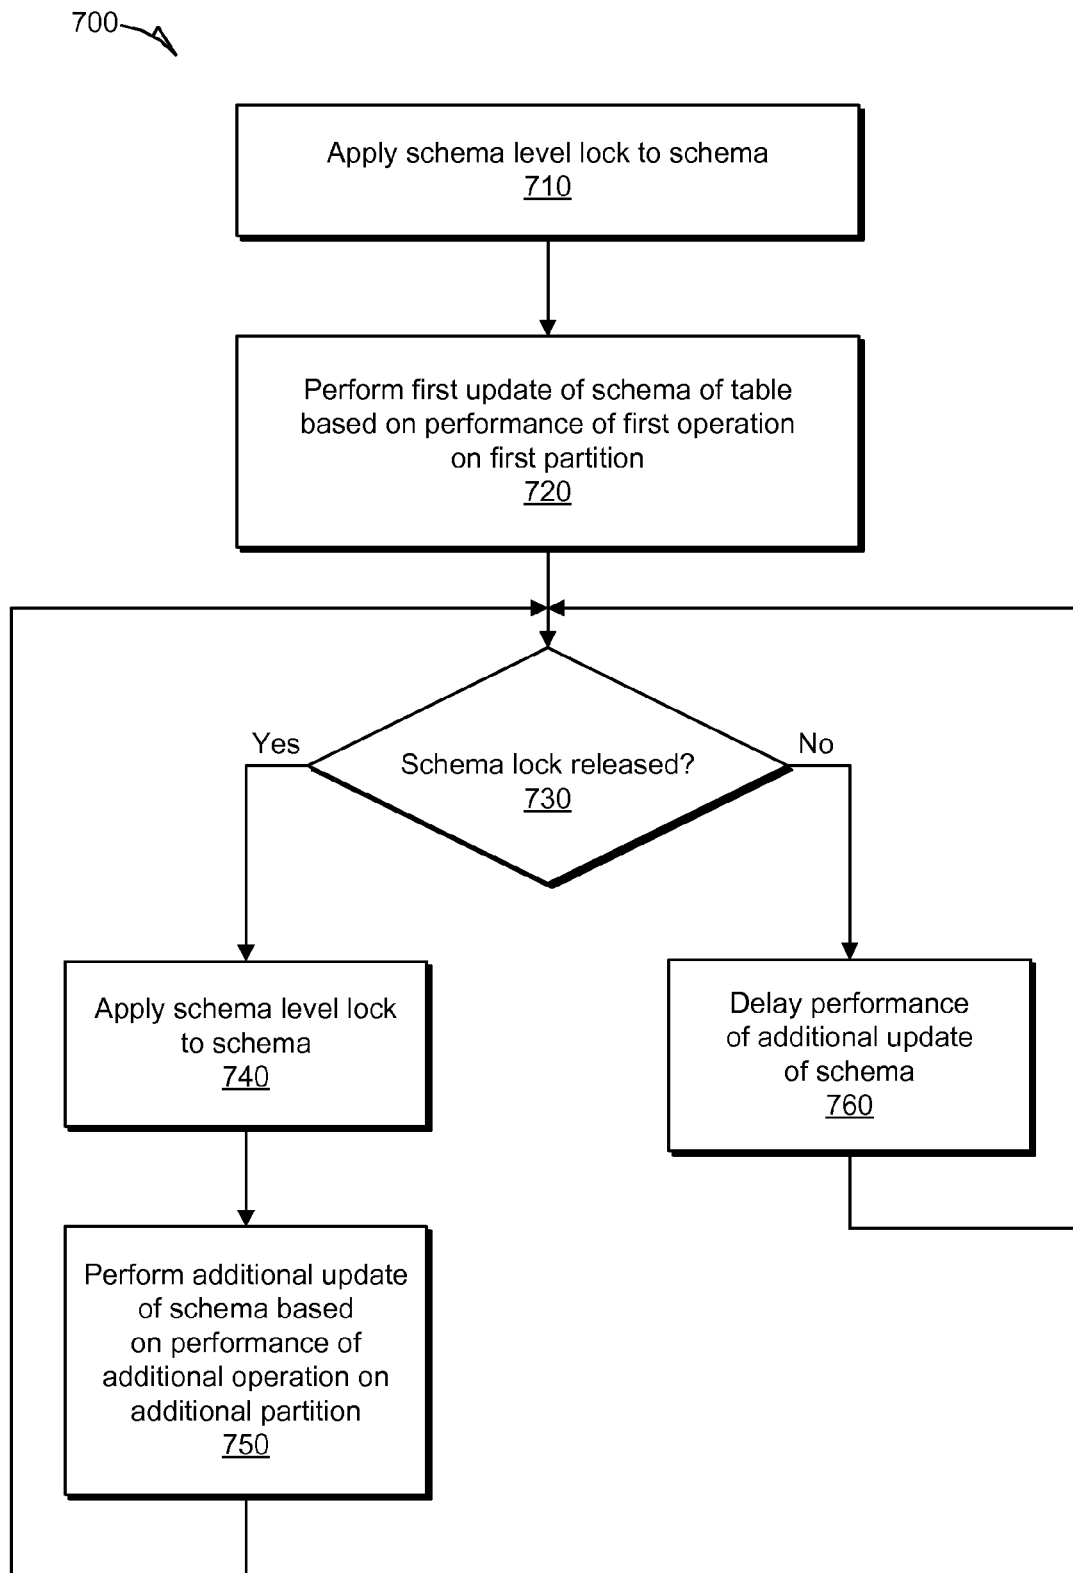 700
Apply schema level lock to schema
710
Perform first update of schema of table
based on performance of first operation
on first partition
720
Yes
No
Schema lock released?
730
Apply schema level lock
to schema
740
Delay performance
of additional update
of schema
760
Perform additional update
of schema based
on performance of
additional operation on
additional partition
750